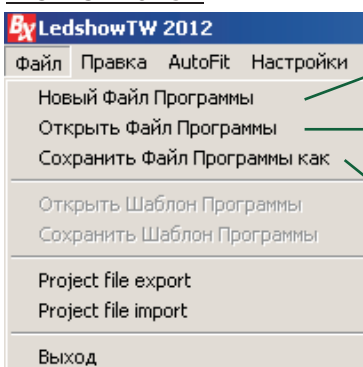 BX LedshowTW 2012
Файл Правка AutoFit Настройки
Новый Файл Программы
Открыть Файл Программы
Сохранить Файл Программы как
Открыть Шаблон Программы
Сохранить Шаблон Программы
Project file export
Project file import
Выход